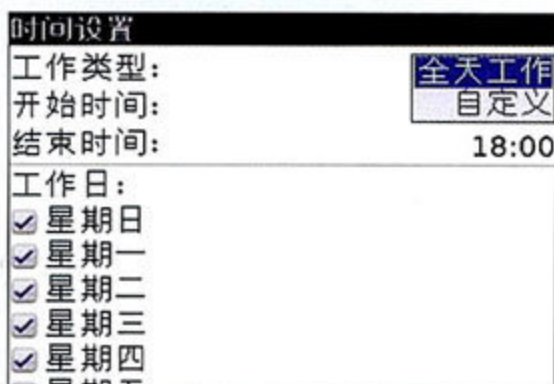 时间设置
工作类型: 全天工作
开始时间: 自定义
结束时间: 18:00
工作日:
星期日
星期一
星期二
星期三
星期四